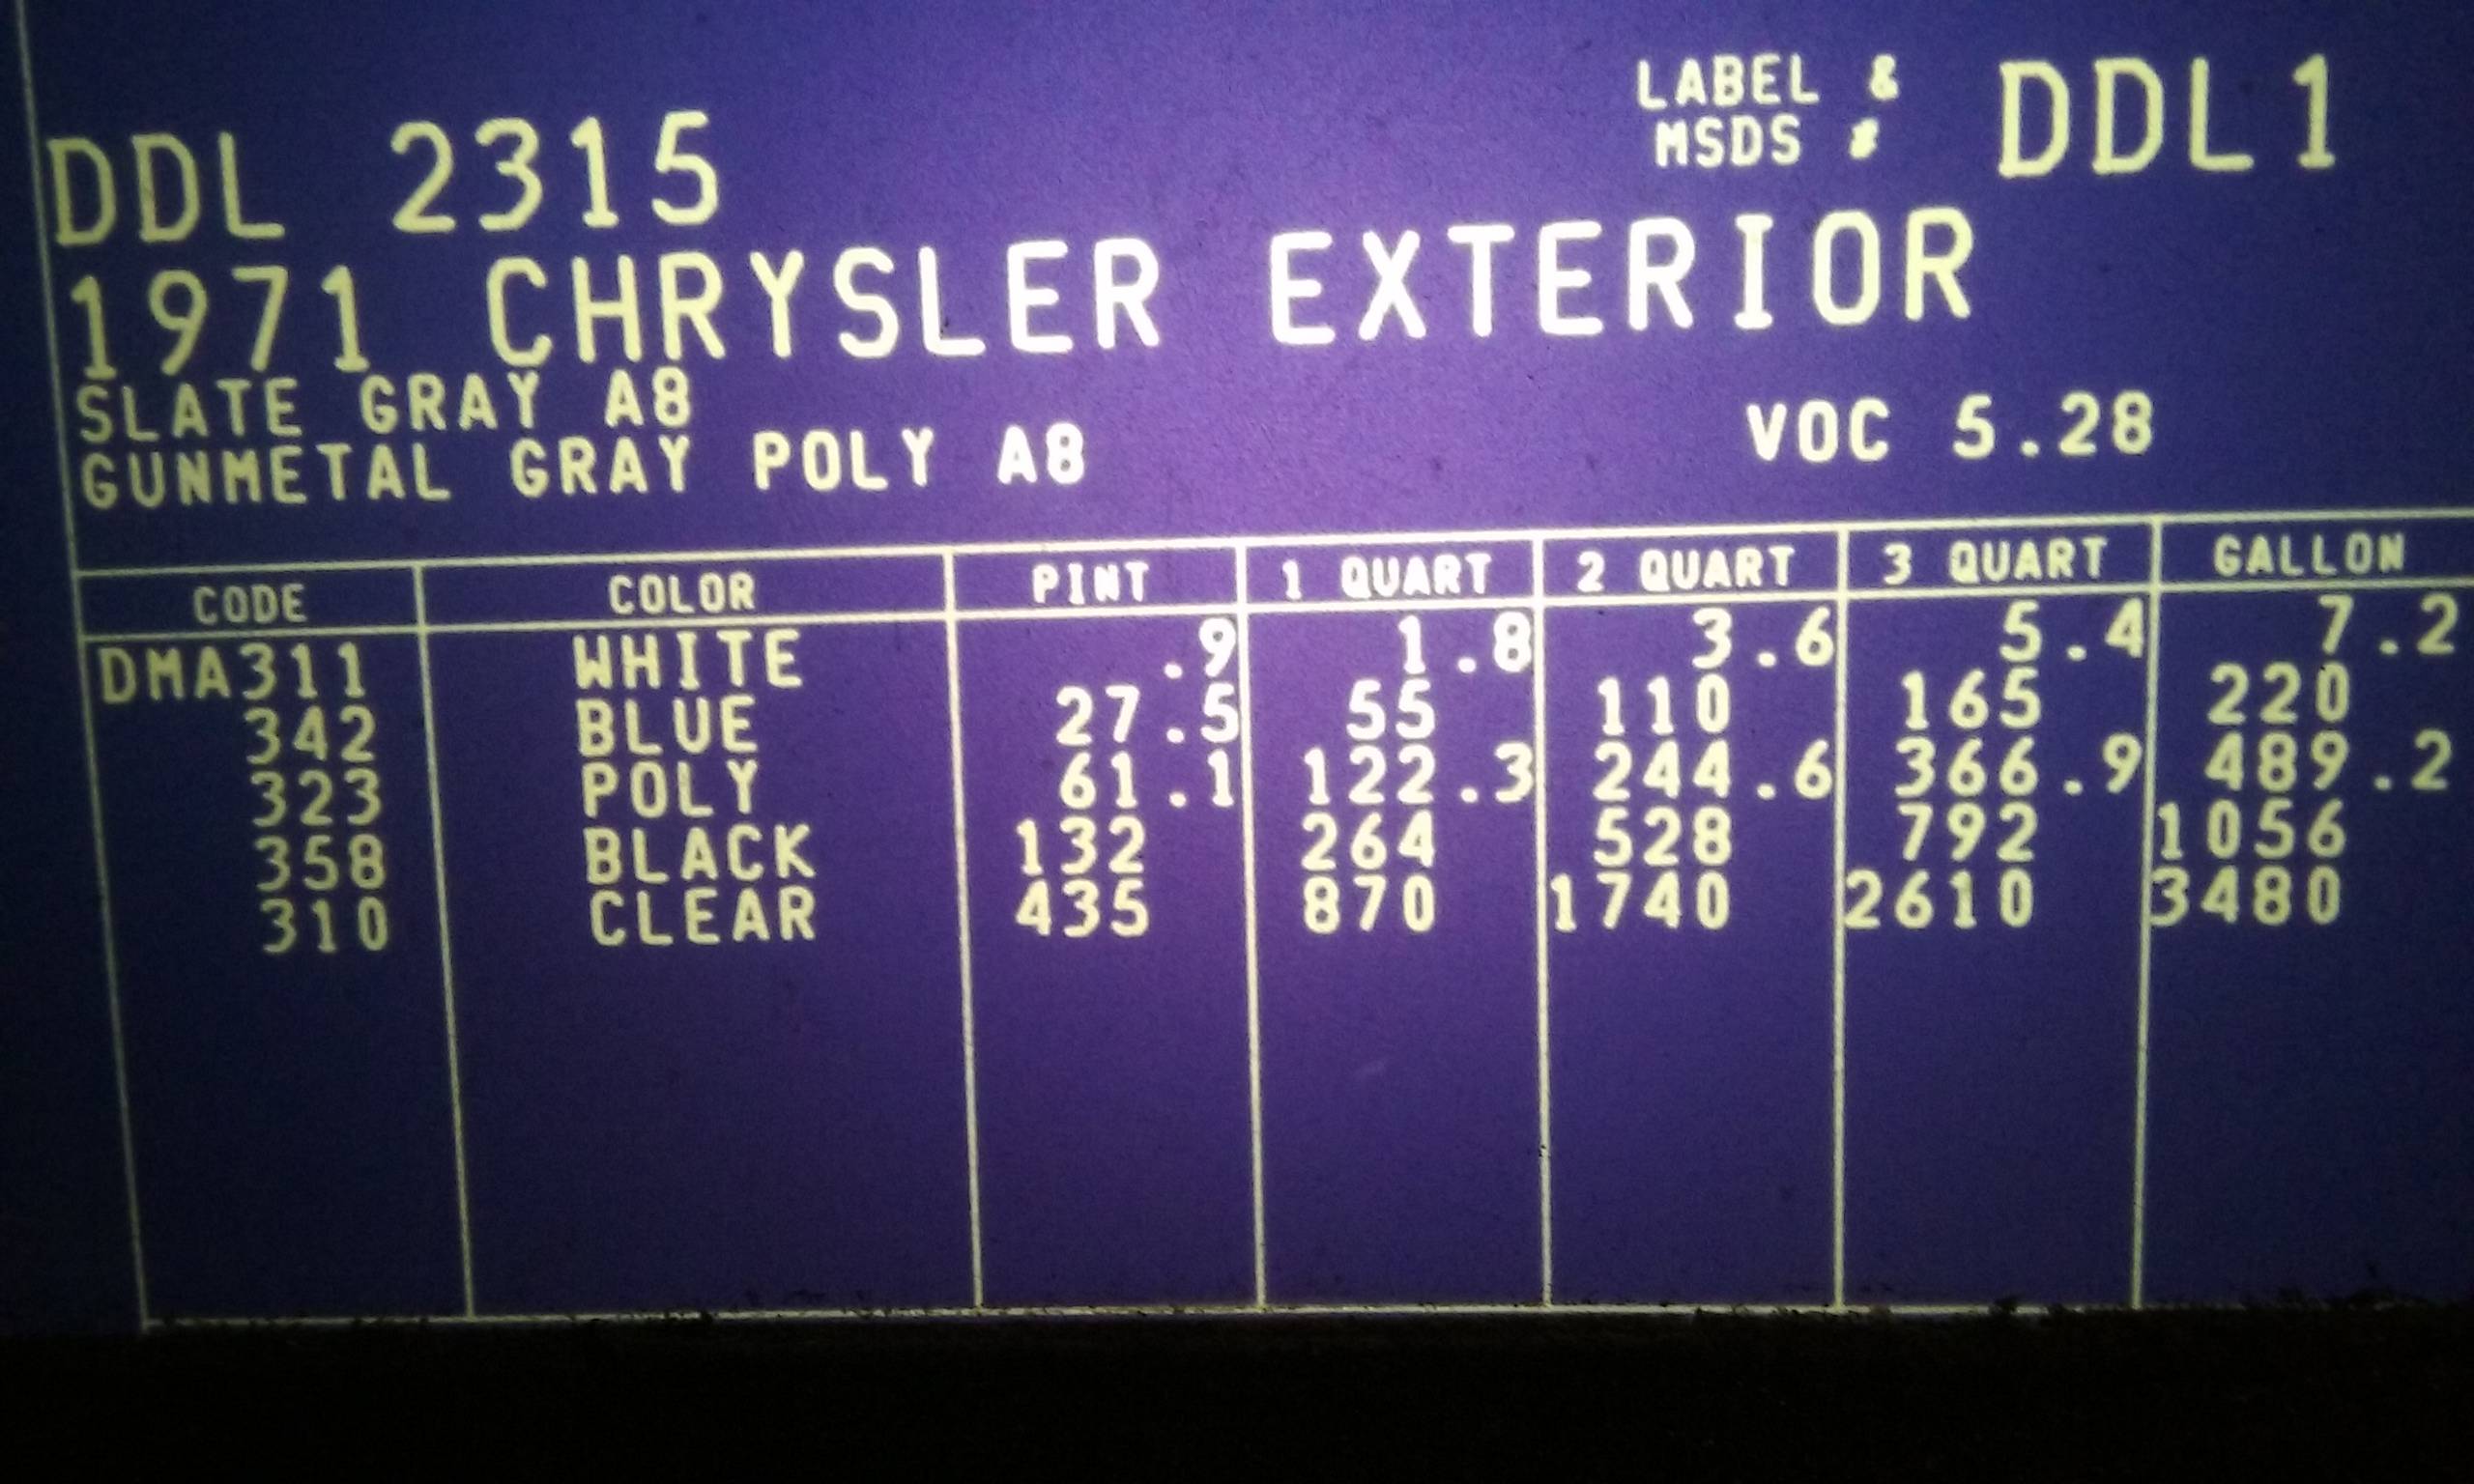 LABEL &
MSDS # DDL1
DDL 2315
1971 CHRYSLER EXTERIOR
SLATE GRAY A8
GUNMETAL GRAY POLY A8
VOC 5.28
CODE COLOR PINT 1 QUART 2 QUART 3 QUART GALLON
DMA311 WHITE .9 1.8 3.6 5.4 7.2
342 BLUE 27.5 55 110 165 220
323 POLY 61.1 122.3 244.6 366.9 489.2
358 BLACK 132 264 528 792 1056
310 CLEAR 435 870 1740 2610 3480